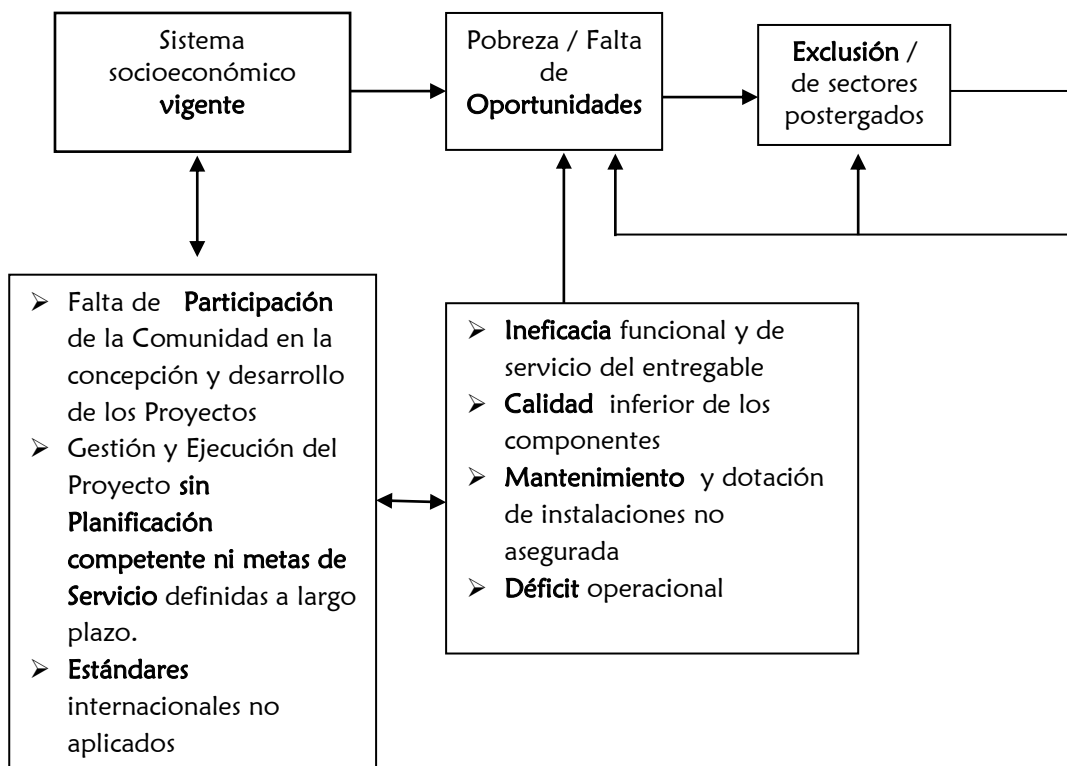 Sistema
socioeconómico
vigente
Pobreza / Falta
de
Oportunidades
Exclusión /
de sectores
postergados
➢ Falta de Participación
de la Comunidad en la
concepción y desarrollo
de los Proyectos
➢ Gestión y Ejecución del
Proyecto sin
Planificación
competente ni metas de
Servicio definidas a largo
plazo.
➢ Estándares
internacionales no
aplicados
➢ Ineficacia funcional y de
servicio del entregable
➢ Calidad inferior de los
componentes
➢ Mantenimiento y dotación
de instalaciones no
asegurada
➢ Déficit operacional